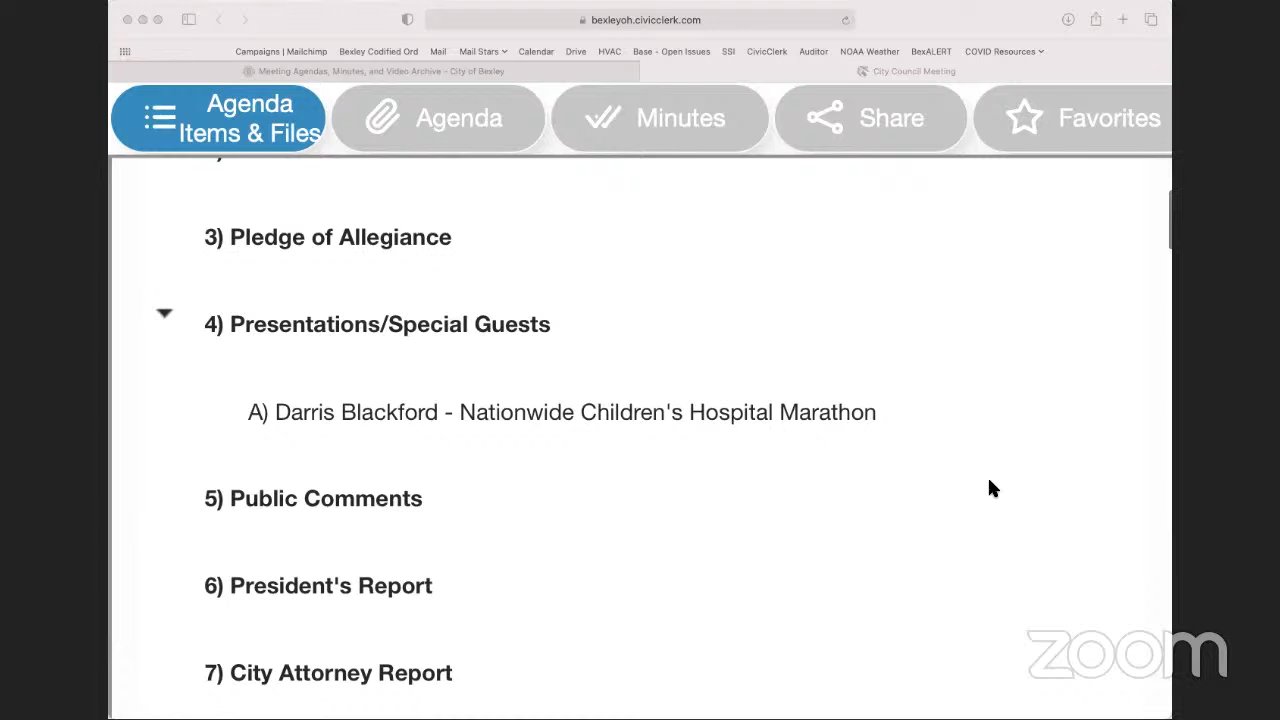 bexleyoh.civicclerk.com
Campaigns | Mailchimp Bexley Codified Ord Mail Mail Stars Calendar Drive HVAC Base - Open Issues SSI CivicClerk Auditor NOAA Weather BexALERT COVID Resources
Meeting Agendas, Minutes, and Video Archive – City of Bexley City Council Meeting
Agenda Items & Files Agenda Minutes Share Favorites
3) Pledge of Allegiance
4) Presentations/Special Guests
A) Darris Blackford - Nationwide Children's Hospital Marathon
5) Public Comments
6) President's Report
7) City Attorney Report
zoom